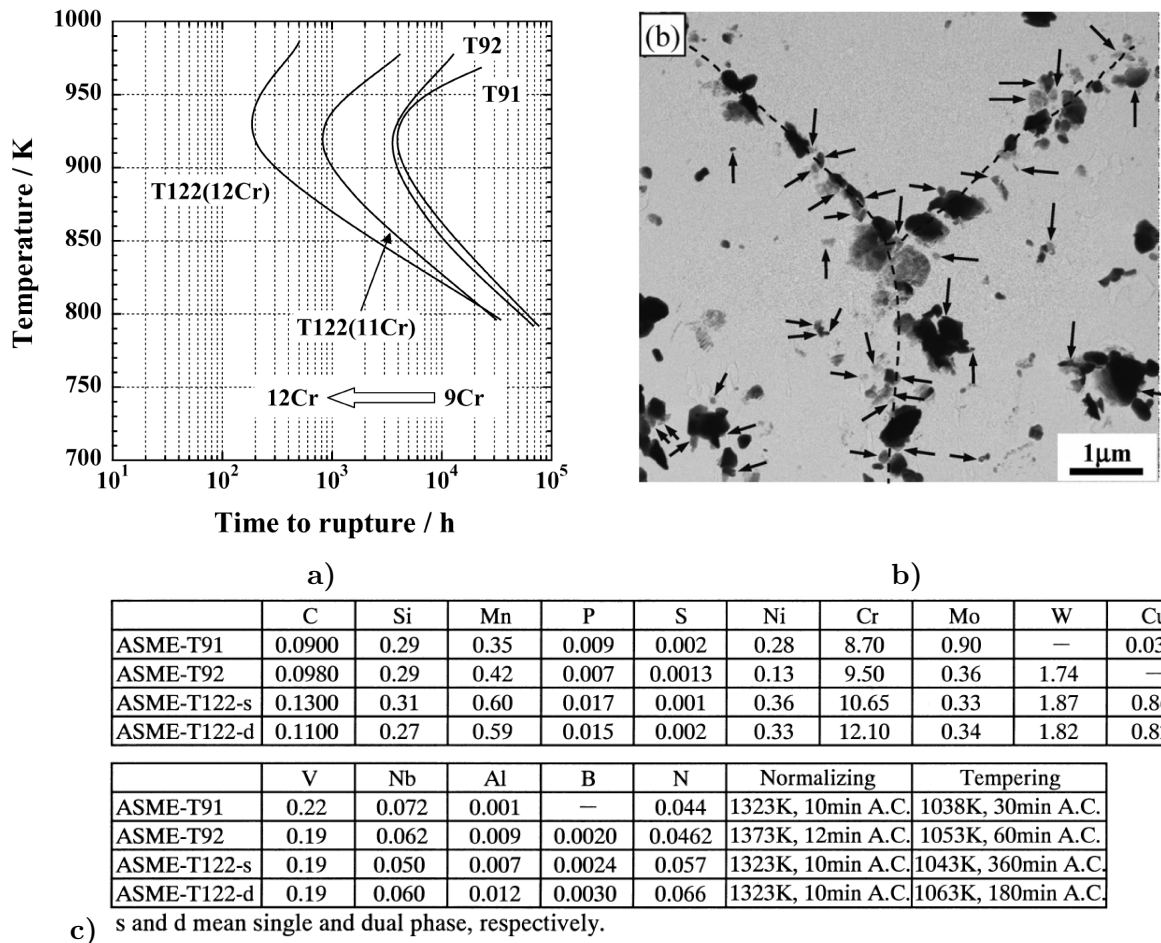 1000
950
900
850
800
750
700
Temperature / K
T92
T91
T122(12Cr)
T122(11Cr)
12Cr 9Cr
10^1 10^2 10^3 10^4 10^5
Time to rupture / h
(b)
1μm
a) b)
C Si Mn P S Ni Cr Mo W
ASME-T91 0.0900 0.29 0.35 0.009 0.002 0.28 8.70 0.90 —
ASME-T92 0.0980 0.29 0.42 0.007 0.0013 0.13 9.50 0.36 1.74 —
ASME-T122-s 0.1300 0.31 0.60 0.017 0.001 0.36 10.65 0.33 1.87
ASME-T122-d 0.1100 0.27 0.59 0.015 0.002 0.33 12.10 0.34 1.82
V Nb Al B N Normalizing Tempering
ASME-T91 0.22 0.072 0.001 — 0.044 1323K, 10min A.C. 1038K, 30min A.C.
ASME-T92 0.19 0.062 0.009 0.0020 0.0462 1373K, 12min A.C. 1053K, 60min A.C.
ASME-T122-s 0.19 0.050 0.007 0.0024 0.057 1323K, 10min A.C. 1043K, 360min A.C.
ASME-T122-d 0.19 0.060 0.012 0.0030 0.066 1323K, 10min A.C. 1063K, 180min A.C.
c) s and d mean single and dual phase, respectively.